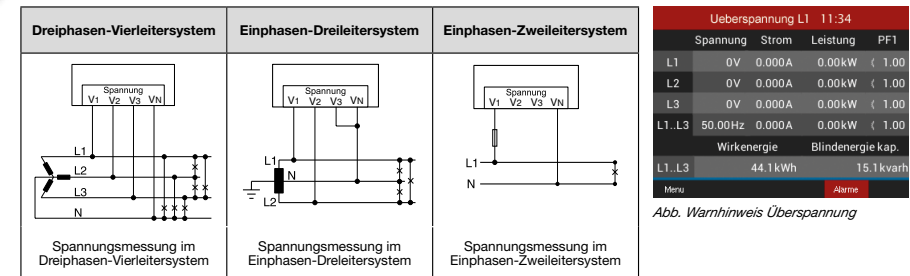 Dreiphasen-Vierleitersystem
Einphasen-Dreileitersystem
Einphasen-Zweileitersystem
Spannung
V1 V2 V3 VN
L1
L2
L3
N
Spannung
V1 V2 V3 VN
L1
N
L2
Spannung
V1 V2 V3 VN
L1
N
Spannungsmessung im
Dreiphasen-Vierleitersystem
Spannungsmessung im
Einphasen-Dreleitersystem
Spannungsmessung im
Einphasen-Zweileitersystem
Ueberspannung L1 11:34
Spannung Strom Leistung PF1
L1 0V 0.000A 0.00kW ( 1.00
L2 0V 0.000A 0.00kW ( 1.00
L3 0V 0.000A 0.00kW ( 1.00
L1..L3 50.00Hz 0.000A 0.00kW ( 1.00
Wirkenergie Blindenergie kap.
L1..L3 44.1kWh 15.1kvarh
Menu Alarme
Abb. Warnhinweis Überspannung